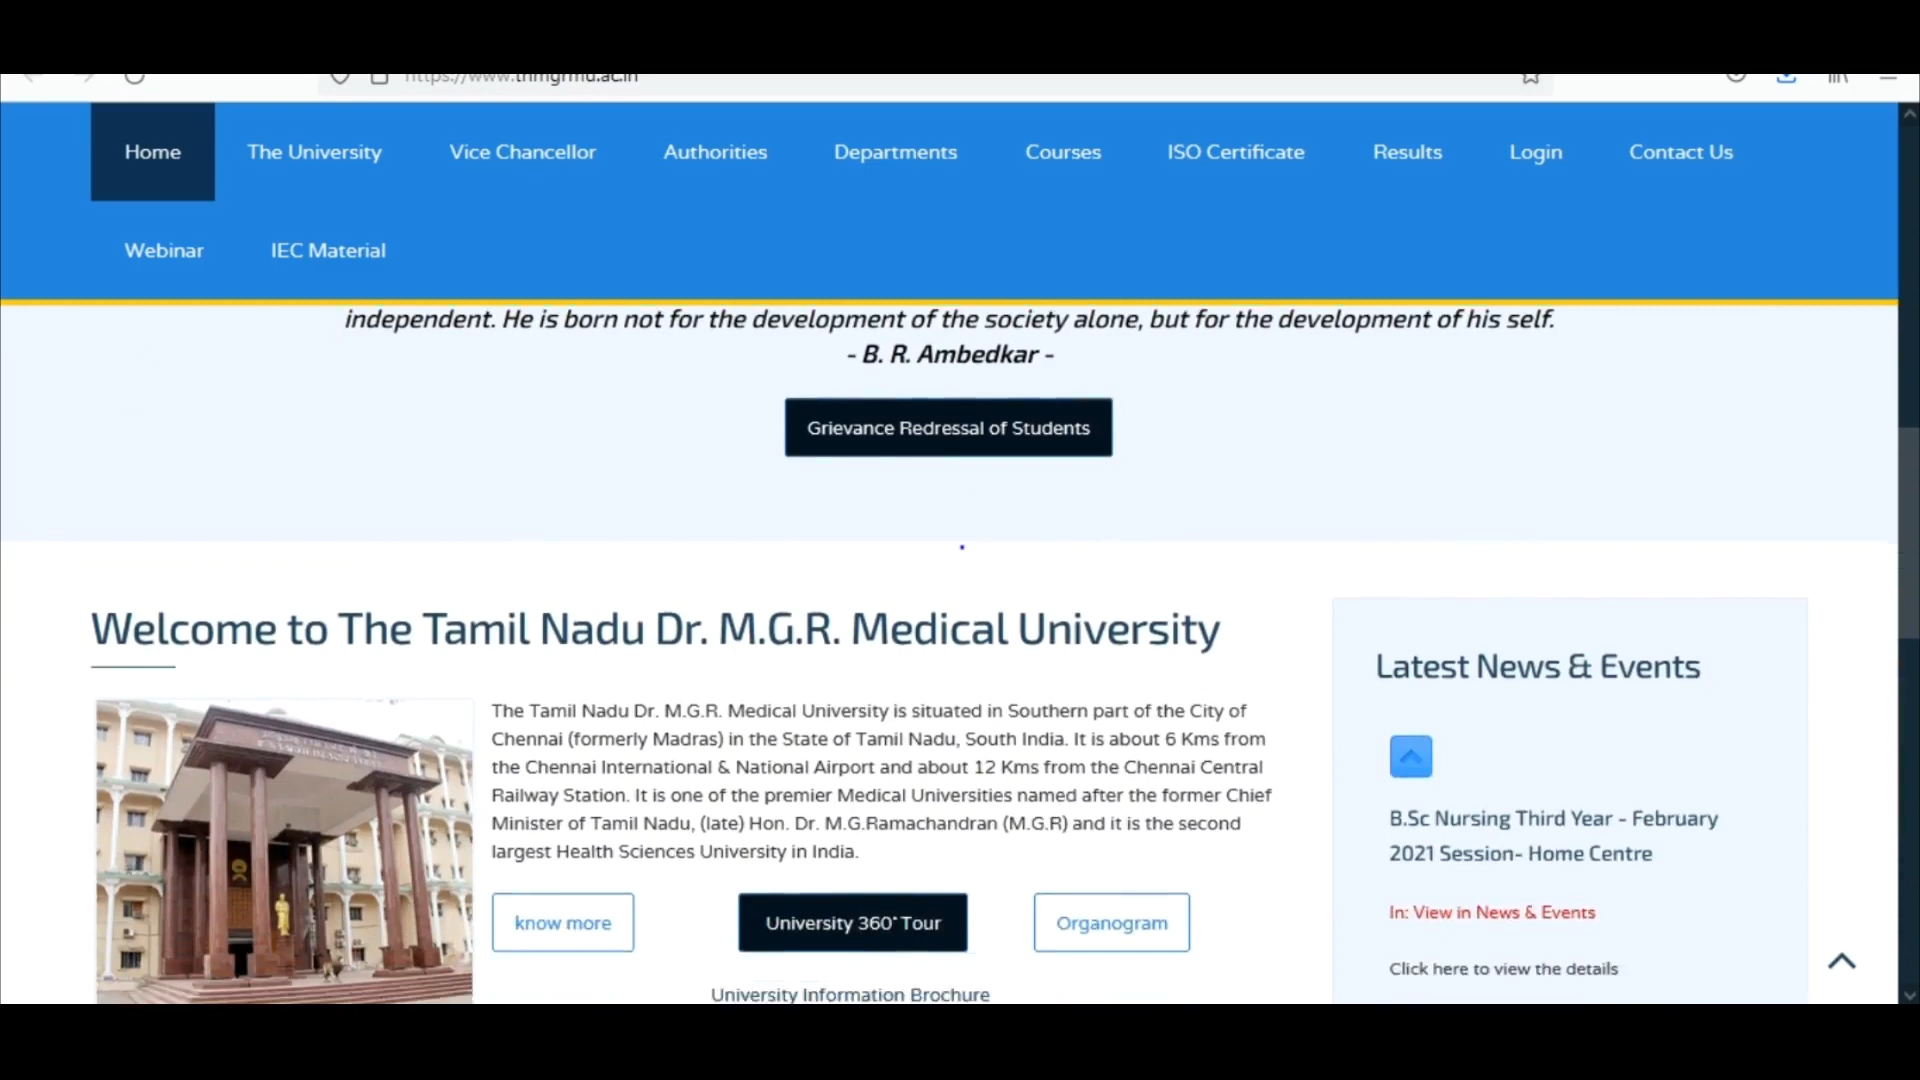 https://www.tnmgrmu.ac.in
Home The University Vice Chancellor Authorities Departments Courses ISO Certificate Results Login Contact Us
Webinar IEC Material
independent. He is born not for the development of the society alone, but for the development of his self.
- B. R. Ambedkar -
Grievance Redressal of Students
Welcome to The Tamil Nadu Dr. M.G.R. Medical University
The Tamil Nadu Dr. M.G.R. Medical University is situated in Southern part of the City of
Chennai (formerly Madras) in the State of Tamil Nadu, South India. It is about 6 Kms from
the Chennai International & National Airport and about 12 Kms from the Chennai Central
Railway Station. It is one of the premier Medical Universities named after the former Chief
Minister of Tamil Nadu, (late) Hon. Dr. M.G.Ramachandran (M.G.R) and it is the second
largest Health Sciences University in India.
know more University 360° Tour Organogram
University Information Brochure
Latest News & Events
B.Sc Nursing Third Year - February
2021 Session- Home Centre
In: View in News & Events
Click here to view the details